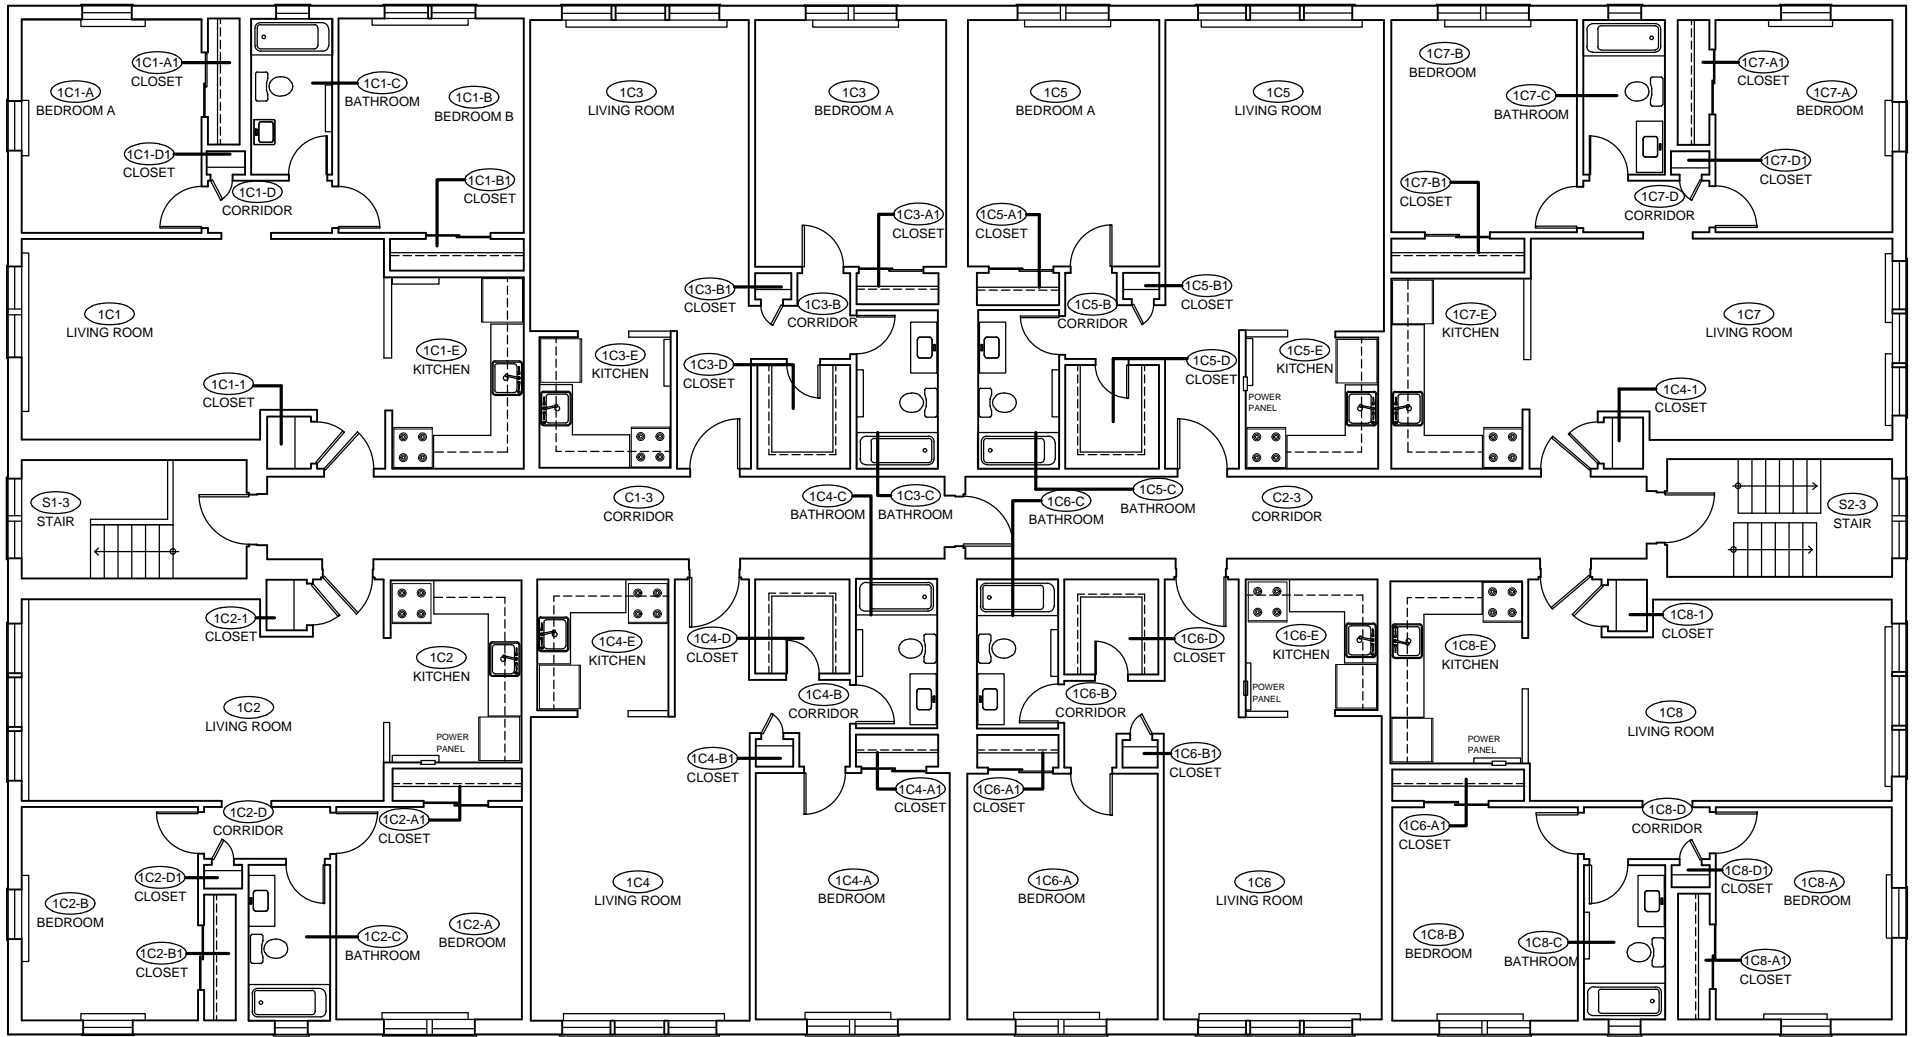 1C1-A
BEDROOM A
1C1-A1
CLOSET
1C1-C
BATHROOM
1C1-B
BEDROOM B
1C1-D1
CLOSET
1C1-D
CORRIDOR
1C1-B1
CLOSET
1C3
LIVING ROOM
1C3
BEDROOM A
1C3-A1
CLOSET
1C3-B1
CLOSET
1C3-B
CORRIDOR
1C5
BEDROOM A
1C5
LIVING ROOM
1C5-A1
CLOSET
1C5-B
CORRIDOR
1C5-B1
CLOSET
1C7-B
BEDROOM
1C7-C
BATHROOM
1C7-A1
CLOSET
1C7-A
BEDROOM
1C7-D1
CLOSET
1C7-B1
CLOSET
1C7-D
CORRIDOR
1C1
LIVING ROOM
1C1-E
KITCHEN
1C1-1
CLOSET
1C3-E
KITCHEN
1C3-D
CLOSET
1C5-D
CLOSET
1C5-E
KITCHEN
POWER
PANEL
1C7-E
KITCHEN
1C7
LIVING ROOM
1C4-1
CLOSET
S1-3
STAIR
C1-3
CORRIDOR
1C4-C
BATHROOM
1C3-C
BATHROOM
1C6-C
BATHROOM
1C5-C
BATHROOM
C2-3
CORRIDOR
S2-3
STAIR
1C2-1
CLOSET
1C2
LIVING ROOM
1C2
KITCHEN
POWER
PANEL
1C4-E
KITCHEN
1C4-D
CLOSET
1C4-B
CORRIDOR
1C4-B1
CLOSET
1C4-A1
CLOSET
1C6-D
CLOSET
1C6-B
CORRIDOR
1C6-B1
CLOSET
1C6-A1
CLOSET
1C6-E
KITCHEN
POWER
PANEL
1C8-E
KITCHEN
POWER
PANEL
1C8-1
CLOSET
1C8
LIVING ROOM
1C2-D
CORRIDOR
1C2-A1
CLOSET
1C2-D1
CLOSET
1C2-B
BEDROOM
1C2-B1
CLOSET
1C2-C
BATHROOM
1C2-A
BEDROOM
1C4
LIVING ROOM
1C4-A
BEDROOM
1C6-A
BEDROOM
1C6
LIVING ROOM
1C6-A1
CLOSET
1C8-D
CORRIDOR
1C8-D1
CLOSET
1C8-A
BEDROOM
1C8-B
BEDROOM
1C8-C
BATHROOM
1C8-A1
CLOSET